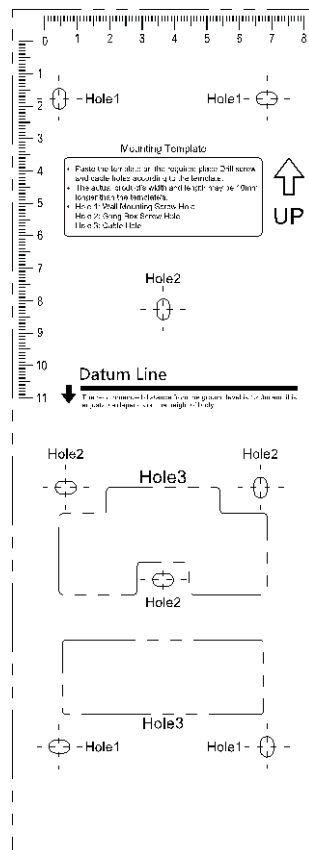 0 1 2 3 4 5 6 7 8
1
2
3
4
5
6
7
8
9
10
11
Hole1 Hole1
Mounting Template
Paste the template on the required place Drill screw
and cable holes according to the template.
The actual product's width and length may be 10mm
longer than the template's.
Hole 1: Wall Mounting Screw Hole
Hole 2: Gang Box Screw Hole
Hole 3: Cable Hole
UP
Hole2
Datum Line
Hole2 Hole2
Hole3
Hole2
Hole3
Hole1 Hole1